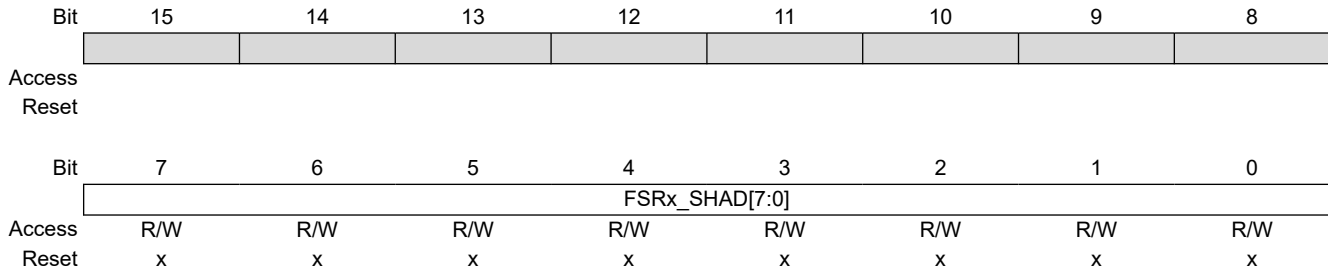 Bit 15 14 13 12 11 10 9 8
Access
Reset
Bit 7 6 5 4 3 2 1 0
FSRx_SHAD[7:0]
Access R/W R/W R/W R/W R/W R/W R/W R/W
Reset x x x x x x x x